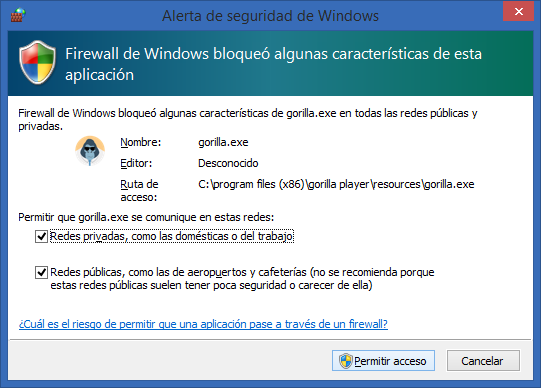 Alerta de seguridad de Windows
Firewall de Windows bloqueó algunas características de esta
aplicación
Firewall de Windows bloqueó algunas características de gorilla.exe en todas las redes públicas y
privadas.
Nombre: gorilla.exe
Editor: Desconocido
Ruta de C:\program files (x86)\gorilla player\resources\gorilla.exe
acceso:
Permitir que gorilla.exe se comunique en estas redes:
Redes privadas, como las domésticas o del trabajo
Redes públicas, como las de aeropuertos y cafeterías (no se recomienda porque
estas redes públicas suelen tener poca seguridad o carecer de ella)
¿Cuál es el riesgo de permitir que una aplicación pase a través de un firewall?
Permitir acceso Cancelar